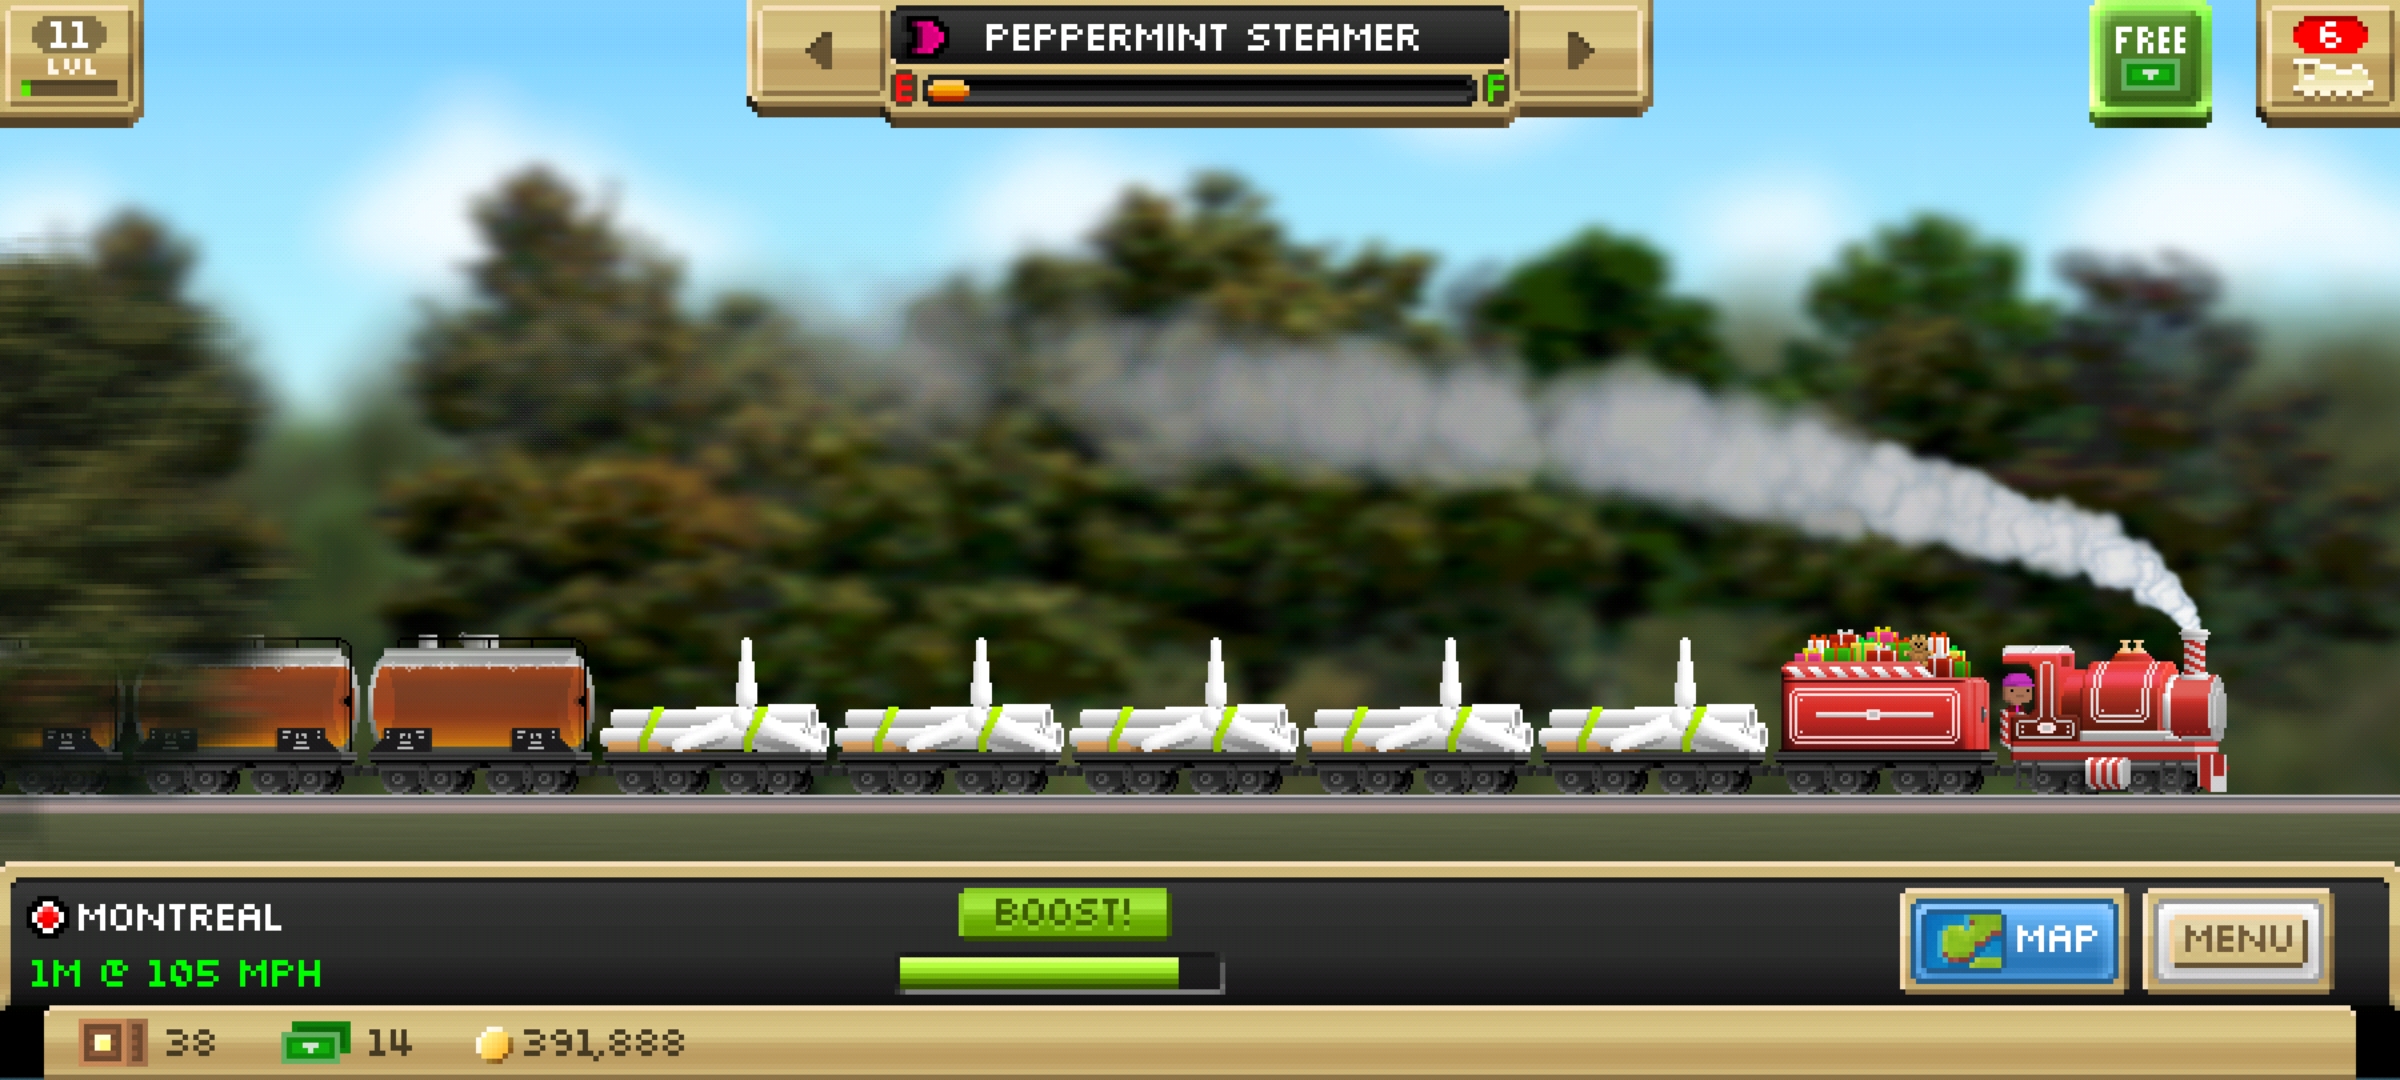 11
LVL
PEPPERMINT STEAMER
E F
FREE
6
MONTREAL
1M @ 105 MPH
BOOST!
MAP
MENU
38
14
391,888